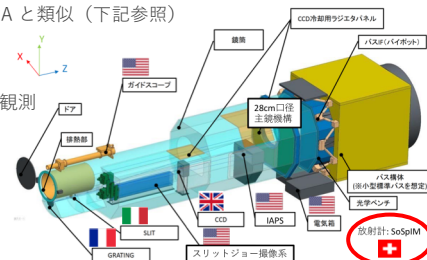 A と類似（下記参照）
CCD冷却用ラジエタパネル
鏡筒
バスIF(バイポッド)
Y
X
Z
ガイドスコープ
観測
ドア
28cm口径
主鏡機構
排熱部
バス構体
(※小型標準バスを想定)
光学ベンチ
CCD
IAPS
電気箱
放射計: SoSpIM
SLIT
スリットジョー撮像系
GRATING